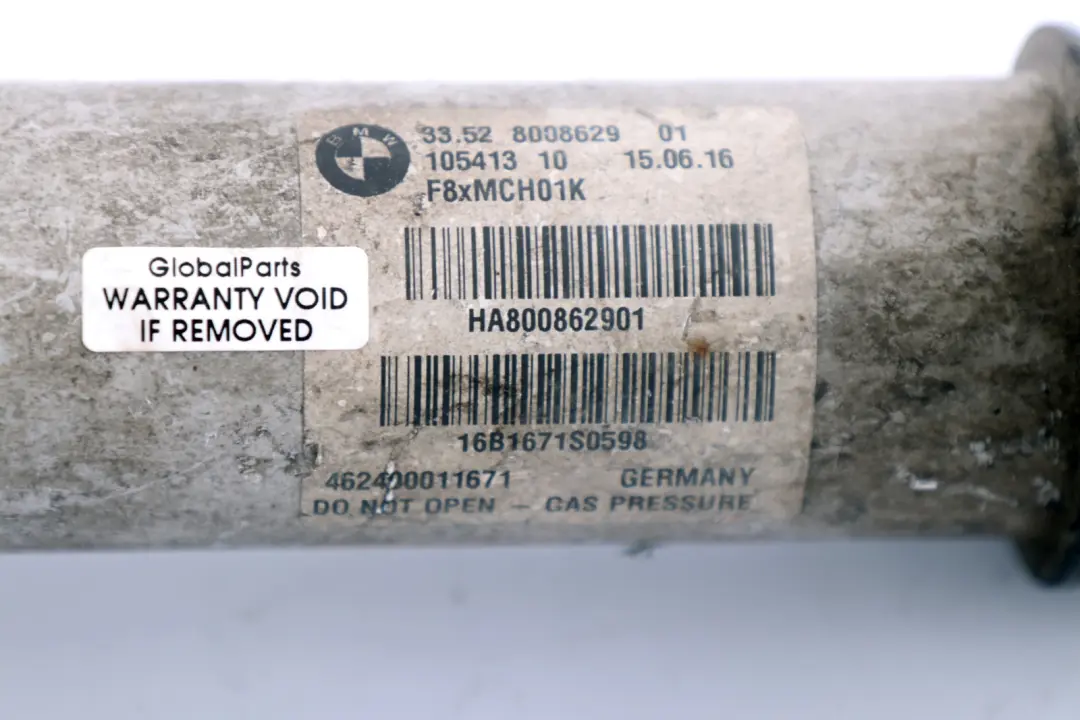 BMW
33.52 8008629 01
105413 10 15.06.16
F8xMCH01K
HA800862901
16B1671S0598
462400011671 GERMANY
DO NOT OPEN – GAS PRESSURE
GlobalParts
WARRANTY VOID
IF REMOVED